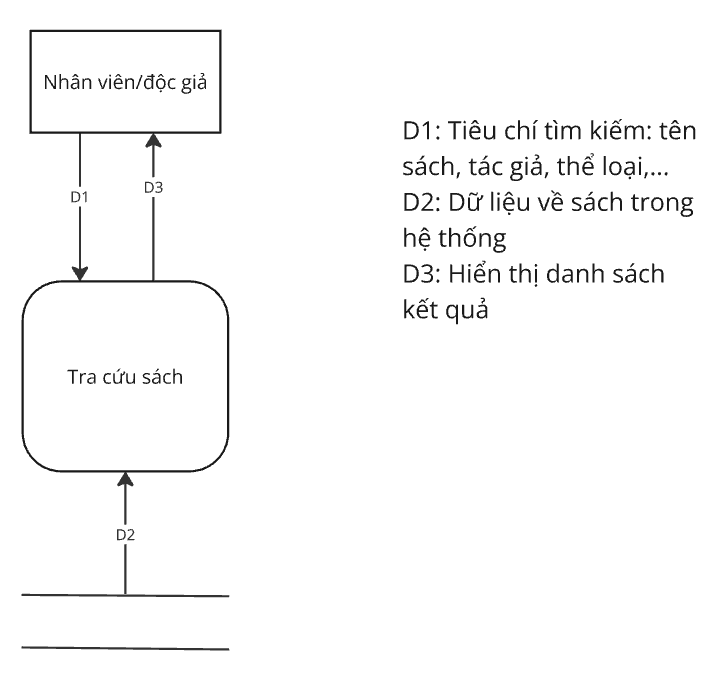 Nhân viên/độc giả
D1
D3
Tra cứu sách
D2
D1: Tiêu chí tìm kiếm: tên
sách, tác giả, thể loại,...
D2: Dữ liệu về sách trong
hệ thống
D3: Hiển thị danh sách
kết quả